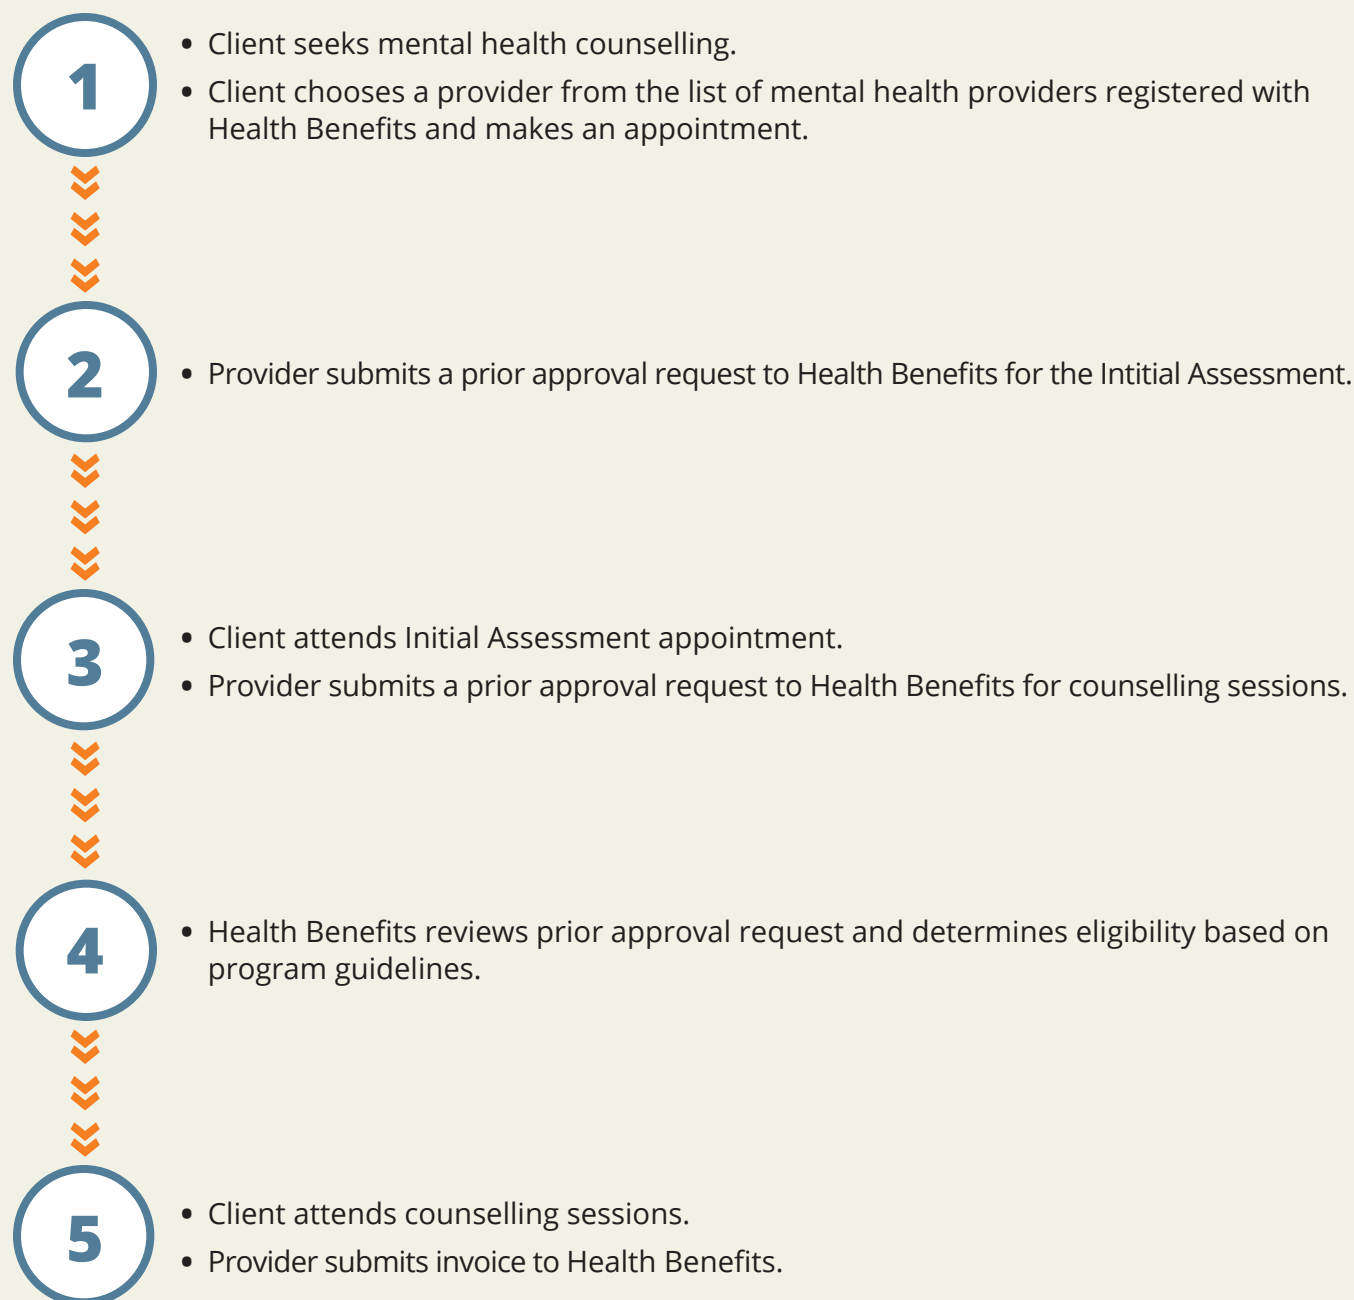 1
• Client seeks mental health counselling.
• Client chooses a provider from the list of mental health providers registered with
Health Benefits and makes an appointment.
2
• Provider submits a prior approval request to Health Benefits for the Intitial Assessment.
3
• Client attends Initial Assessment appointment.
• Provider submits a prior approval request to Health Benefits for counselling sessions.
4
• Health Benefits reviews prior approval request and determines eligibility based on
program guidelines.
5
• Client attends counselling sessions.
• Provider submits invoice to Health Benefits.